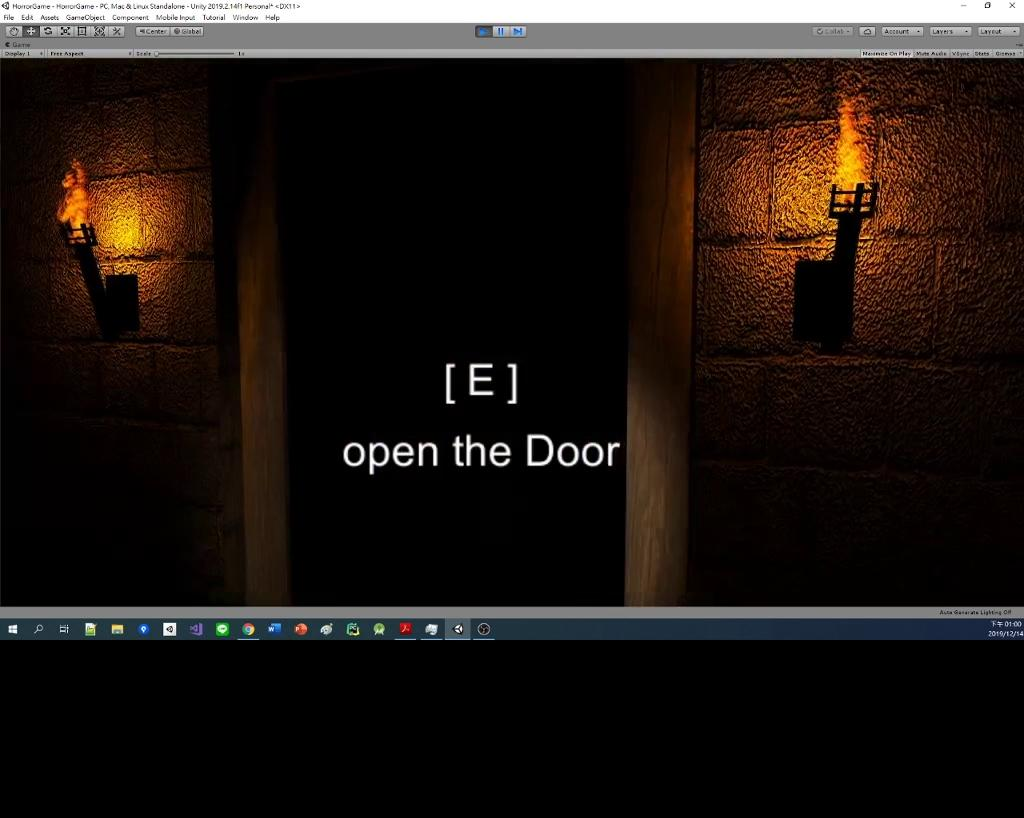 HorrorGame - HorrorGame - PC, Mac & Linux Standalone - Unity 2019.2.14f1 Personal* <DX11>
File Edit Assets GameObject Component Mobile Input Tutorial Window Help
Center Global Collab Account Layers Layout
Game
Display 1 Free Aspect Scale 1x Maximize On Play Mute Audio VSync Stats Gizmos
[ E ]
open the Door
Auto Generate Lighting Off
下午 01:00
2019/12/14